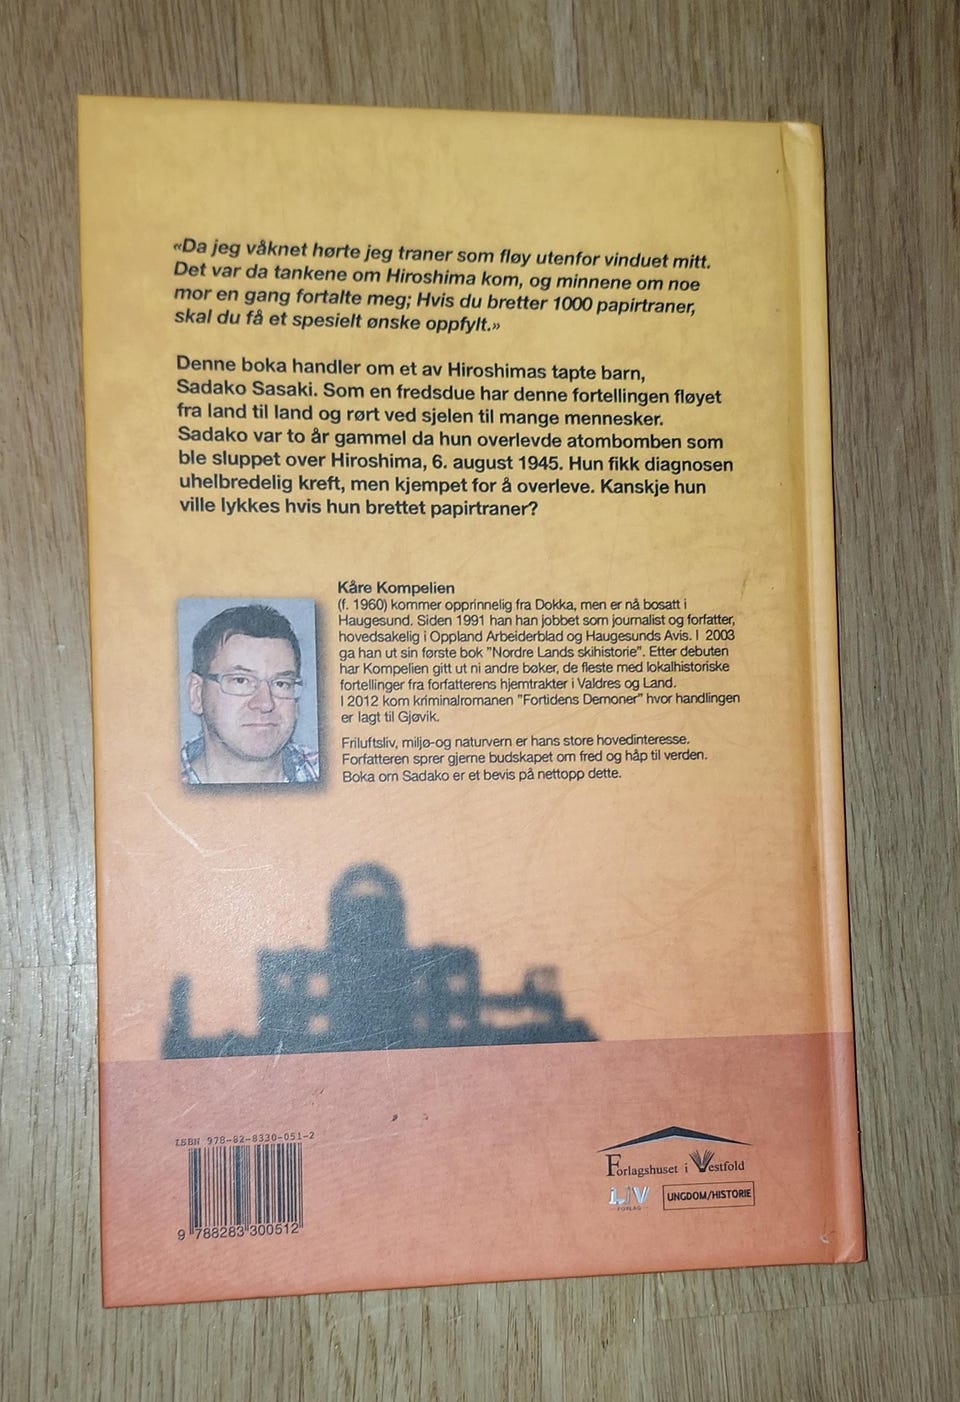 «Da jeg våknet hørte jeg traner som fløy utenfor vinduet mitt.
Det var da tankene om Hiroshima kom, og minnene om noe
mor en gang fortalte meg; Hvis du bretter 1000 papirtraner,
skal du få et spesielt ønske oppfylt.»
Denne boka handler om et av Hiroshimas tapte barn,
Sadako Sasaki. Som en fredsdue har denne fortellingen fløyet
fra land til land og rørt ved sjelen til mange mennesker.
Sadako var to år gammel da hun overlevde atombomben som
ble sluppet over Hiroshima, 6. august 1945. Hun fikk diagnosen
uhelbredelig kreft, men kjempet for å overleve. Kanskje hun
ville lykkes hvis hun brettet papirtraner?
Kåre Kompelien
(f. 1960) kommer opprinnelig fra Dokka, men er nå bosatt i
Haugesund. Siden 1991 han han jobbet som journalist og forfatter,
hovedsakelig i Oppland Arbeiderblad og Haugesunds Avis. I 2003
ga han ut sin første bok "Nordre Lands skihistorie". Etter debuten
har Kompelien gitt ut ni andre bøker, de fleste med lokalhistoriske
fortellinger fra forfatterens hjemtrakter i Valdres og Land.
I 2012 kom kriminalromanen "Fortidens Demoner" hvor handlingen
er lagt til Gjøvik.
Friluftsliv, miljø-og naturvern er hans store hovedinteresse.
Forfatteren sprer gjerne budskapet om fred og håp til verden.
Boka om Sadako er et bevis på nettopp dette.
ISBN 978-82-8330-051-2
9 788283 300512
Forlagshuset i Vestfold
LIV
FORLAG
UNGDOM/HISTORIE